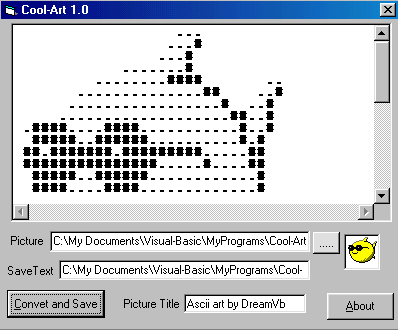 Cool-Art 1.0
Picture C:\My Documents\Visual-Basic\MyPrograms\Cool-Art .....
SaveText C:\My Documents\Visual-Basic\MyPrograms\Cool-
Convet and Save Picture Title Ascii art by DreamVb About